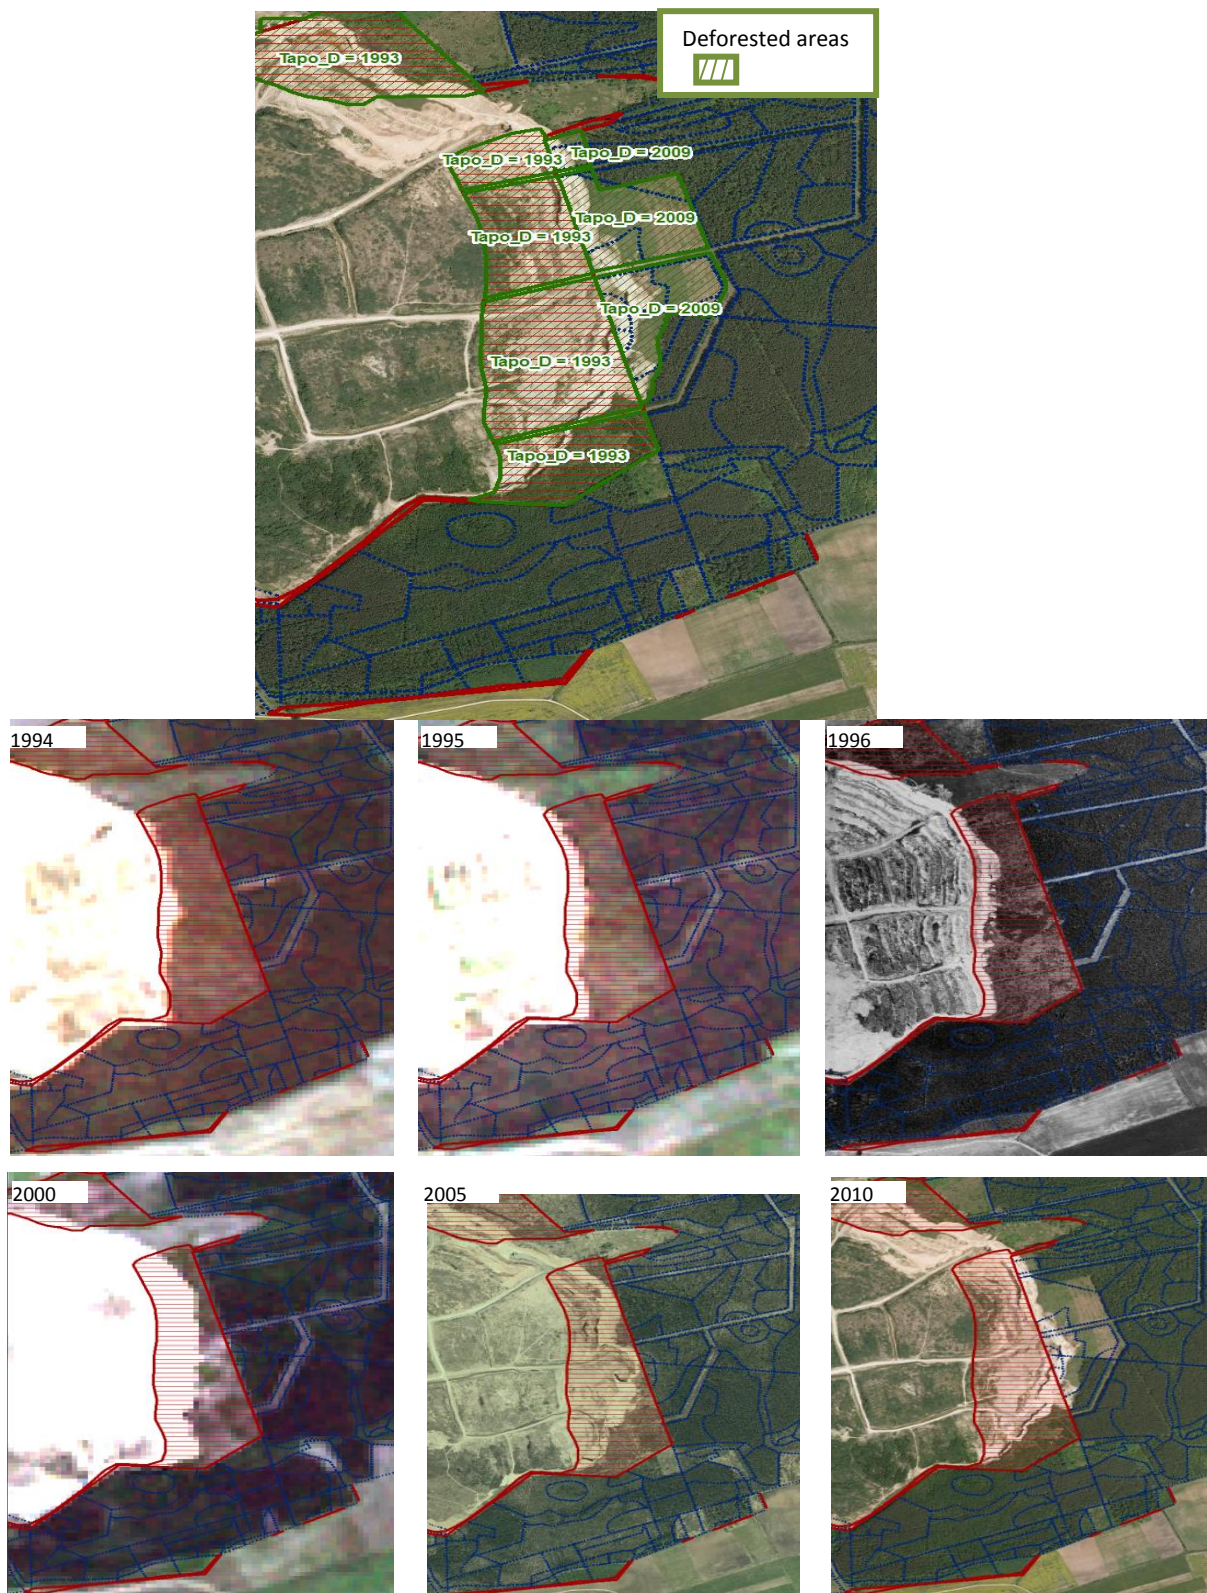 Deforested areas
Tapo_D = 1993
Tapo_D = 1993
Tapo_D = 2009
Tapo_D = 2009
Tapo_D = 1993
Tapo_D = 2009
Tapo_D = 1993
Tapo_D = 1993
1994
1995
1996
2000
2005
2010